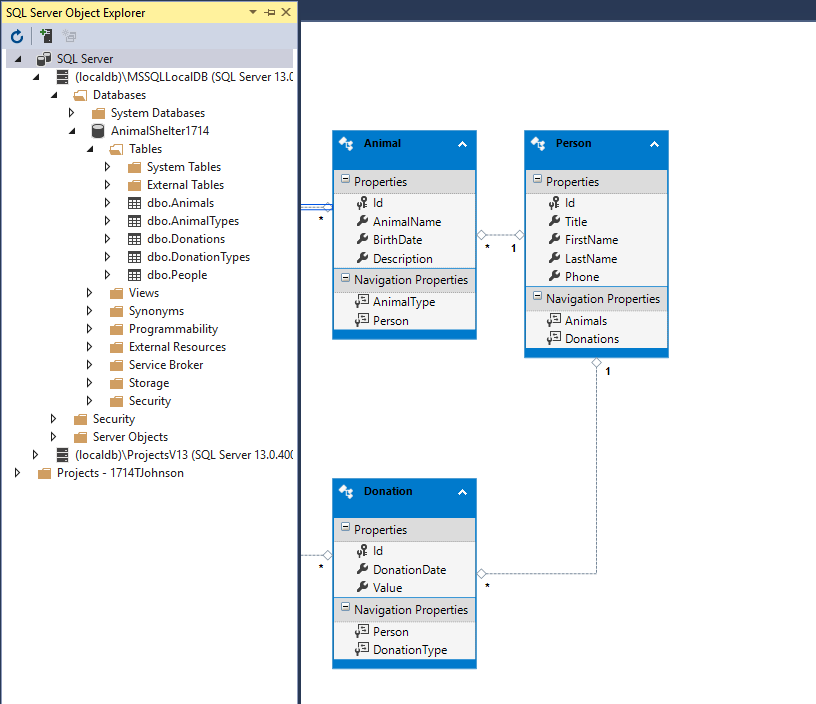 SQL Server Object Explorer
SQL Server
(localdb)\MSSQLLocalDB (SQL Server 13.0
Databases
System Databases
AnimalShelter1714
Tables
System Tables
External Tables
dbo.Animals
dbo.AnimalTypes
dbo.Donations
dbo.DonationTypes
dbo.People
Views
Synonyms
Programmability
External Resources
Service Broker
Storage
Security
Security
Server Objects
(localdb)\ProjectsV13 (SQL Server 13.0.400
Projects - 1714TJohnson
*
Animal
Properties
Id
AnimalName
BirthDate
Description
Navigation Properties
AnimalType
Person
*
1
Person
Properties
Id
Title
FirstName
LastName
Phone
Navigation Properties
Animals
Donations
1
Donation
Properties
Id
DonationDate
Value
Navigation Properties
Person
DonationType
*
*